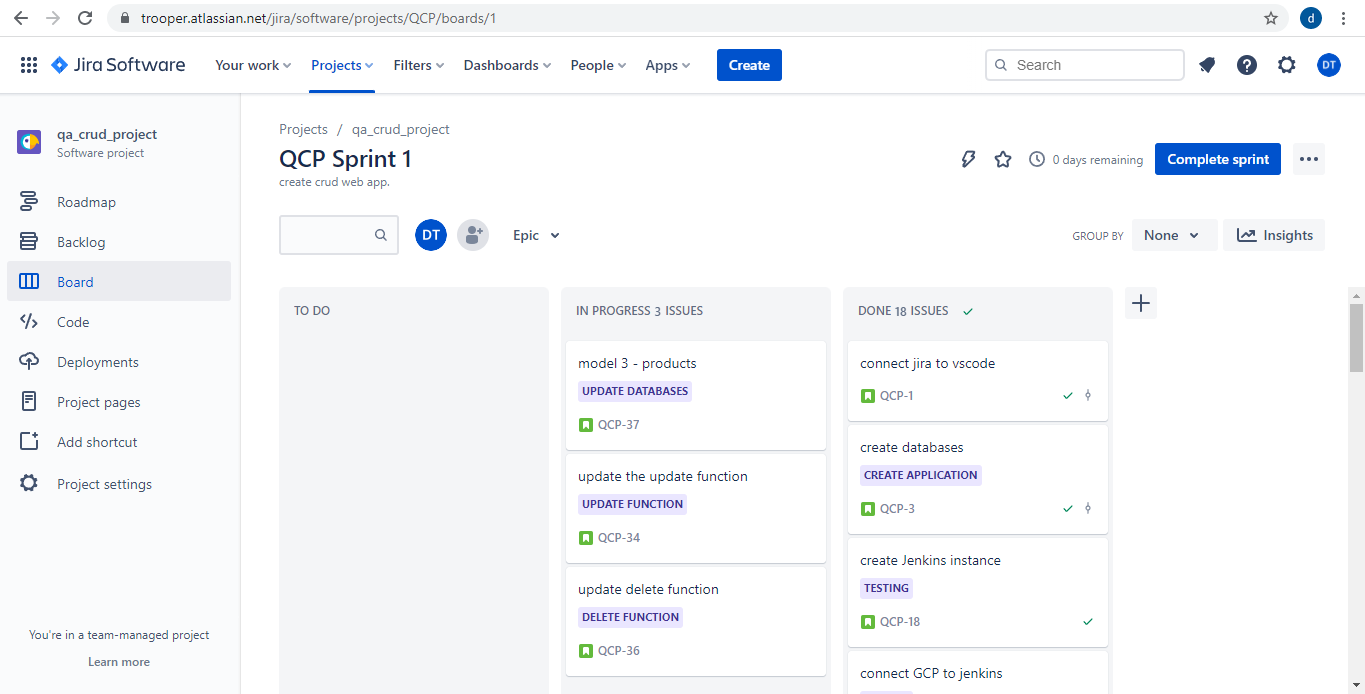 trooper.atlassian.net/jira/software/projects/QCP/boards/1
d
Jira Software
Your work
Projects
Filters
Dashboards
People
Apps
Create
Search
DT
qa_crud_project
Software project
Roadmap
Backlog
Board
Code
Deployments
Project pages
Add shortcut
Project settings
You're in a team-managed project
Learn more
Projects / qa_crud_project
QCP Sprint 1
create crud web app.
0 days remaining
Complete sprint
DT
Epic
GROUP BY
None
Insights
TO DO
IN PROGRESS 3 ISSUES
model 3 - products
UPDATE DATABASES
QCP-37
update the update function
UPDATE FUNCTION
QCP-34
update delete function
DELETE FUNCTION
QCP-36
DONE 18 ISSUES
connect jira to vscode
QCP-1
create databases
CREATE APPLICATION
QCP-3
create Jenkins instance
TESTING
QCP-18
connect GCP to jenkins